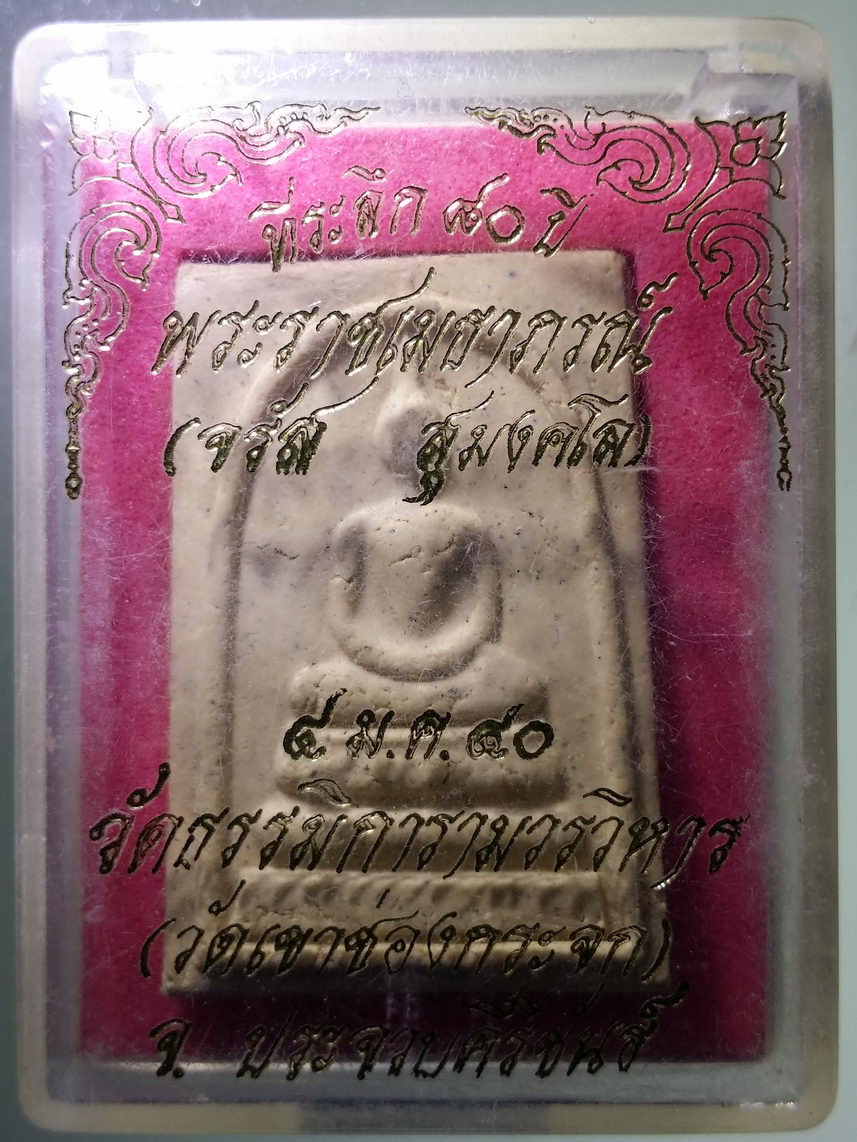 ที่ระลึก ๘๐ ปี
พระราชเมธาภรณ์
(จรัส สุมงคโล)
๔ ม.ค. ๔๐
วัดธรรมิการามวรวิหาร
(วัดเขาช่องกระจก)
จ. ประจวบคีรีขันธ์